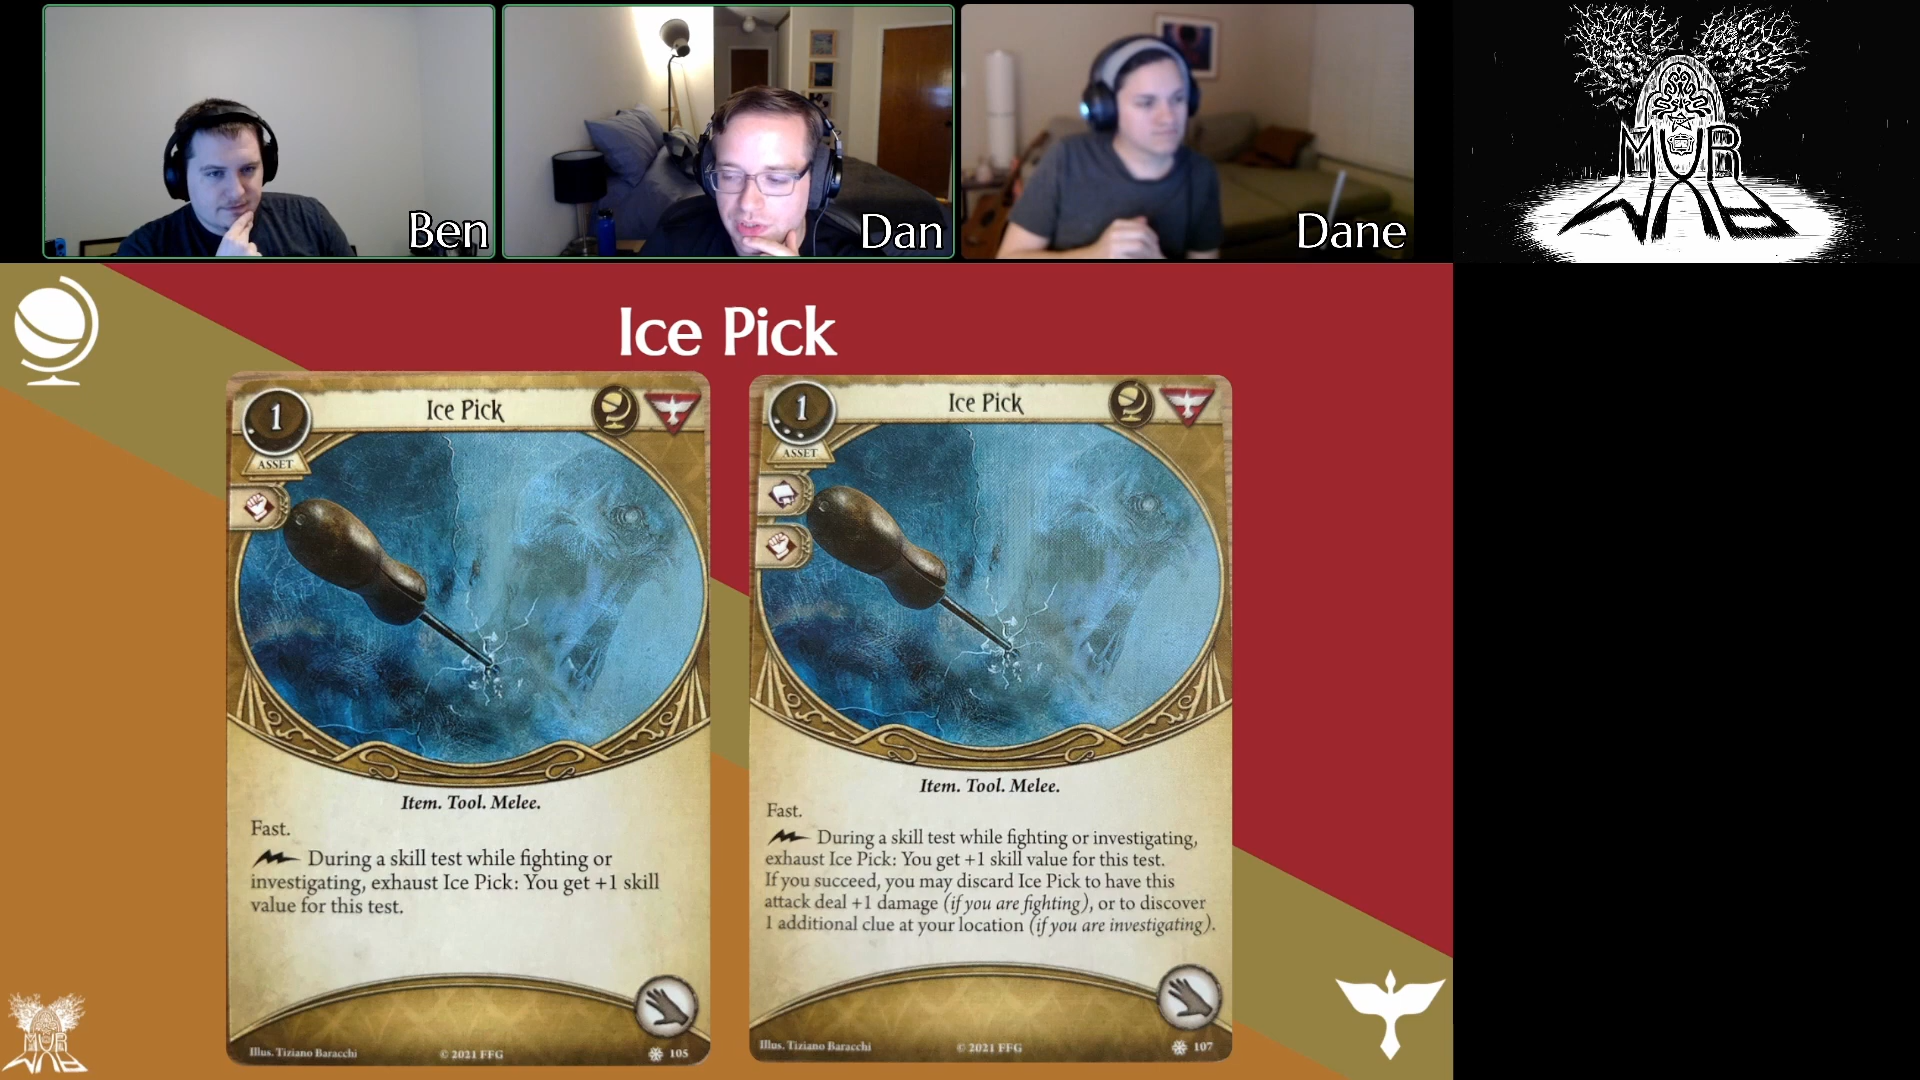 Ben
Dan
Dane
MUR
Ice Pick
1
Ice Pick
ASSET
Item. Tool. Melee.
Fast.
During a skill test while fighting or
investigating, exhaust Ice Pick: You get +1 skill
value for this test.
Illus. Tiziano Baracchi
© 2021 FFG
105
1
Ice Pick
ASSET
Item. Tool. Melee.
Fast.
During a skill test while fighting or investigating,
exhaust Ice Pick: You get +1 skill value for this test.
If you succeed, you may discard Ice Pick to have this
attack deal +1 damage (if you are fighting), or to discover
1 additional clue at your location (if you are investigating).
Illus. Tiziano Baracchi
© 2021 FFG
107